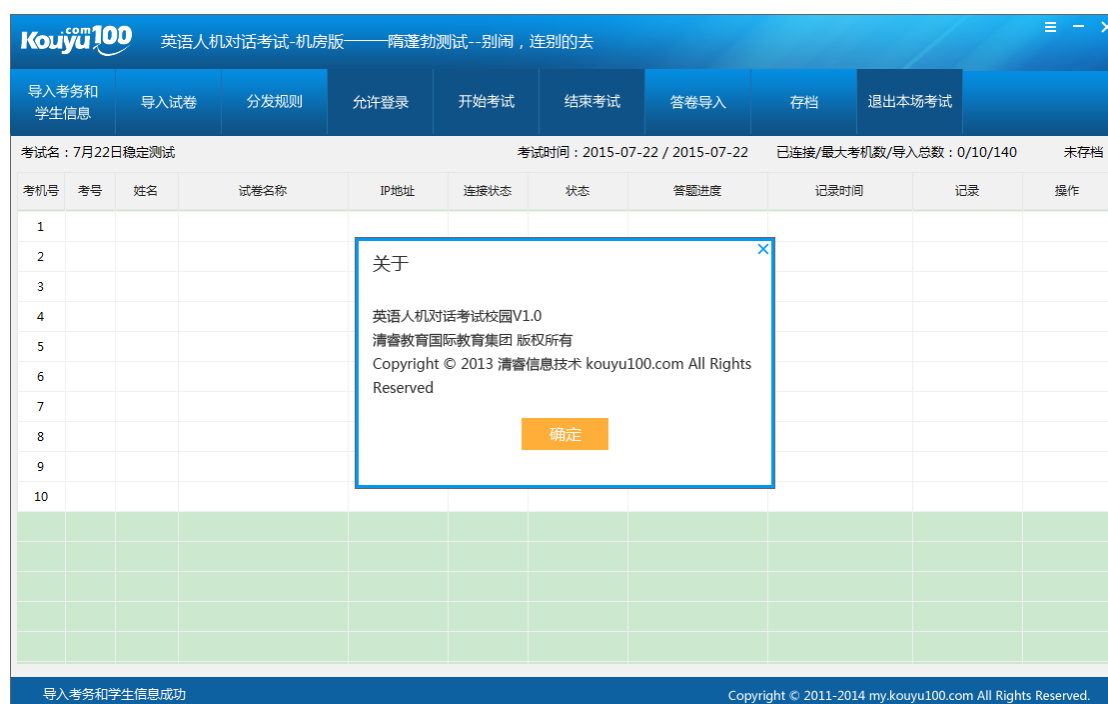 Kouyu100.com 英语人机对话考试-机房版——隋蓬勃测试--别闹，连别的去
导入考务和
学生信息
导入试卷 分发规则 允许登录 开始考试 结束考试 答卷导入 存档 退出本场考试
考试名：7月22日稳定测试 考试时间：2015-07-22 / 2015-07-22 已连接/最大考机数/导入总数：0/10/140 未存档
考机号 考号 姓名 试卷名称 IP地址 连接状态 状态 答题进度 记录时间 记录 操作
1
2
3
4
5
6
7
8
9
10
关于
英语人机对话考试校园V1.0
清睿教育国际教育集团 版权所有
Copyright © 2013 清睿信息技术 kouyu100.com All Rights
Reserved
确定
导入考务和学生信息成功 Copyright © 2011-2014 my.kouyu100.com All Rights Reserved.